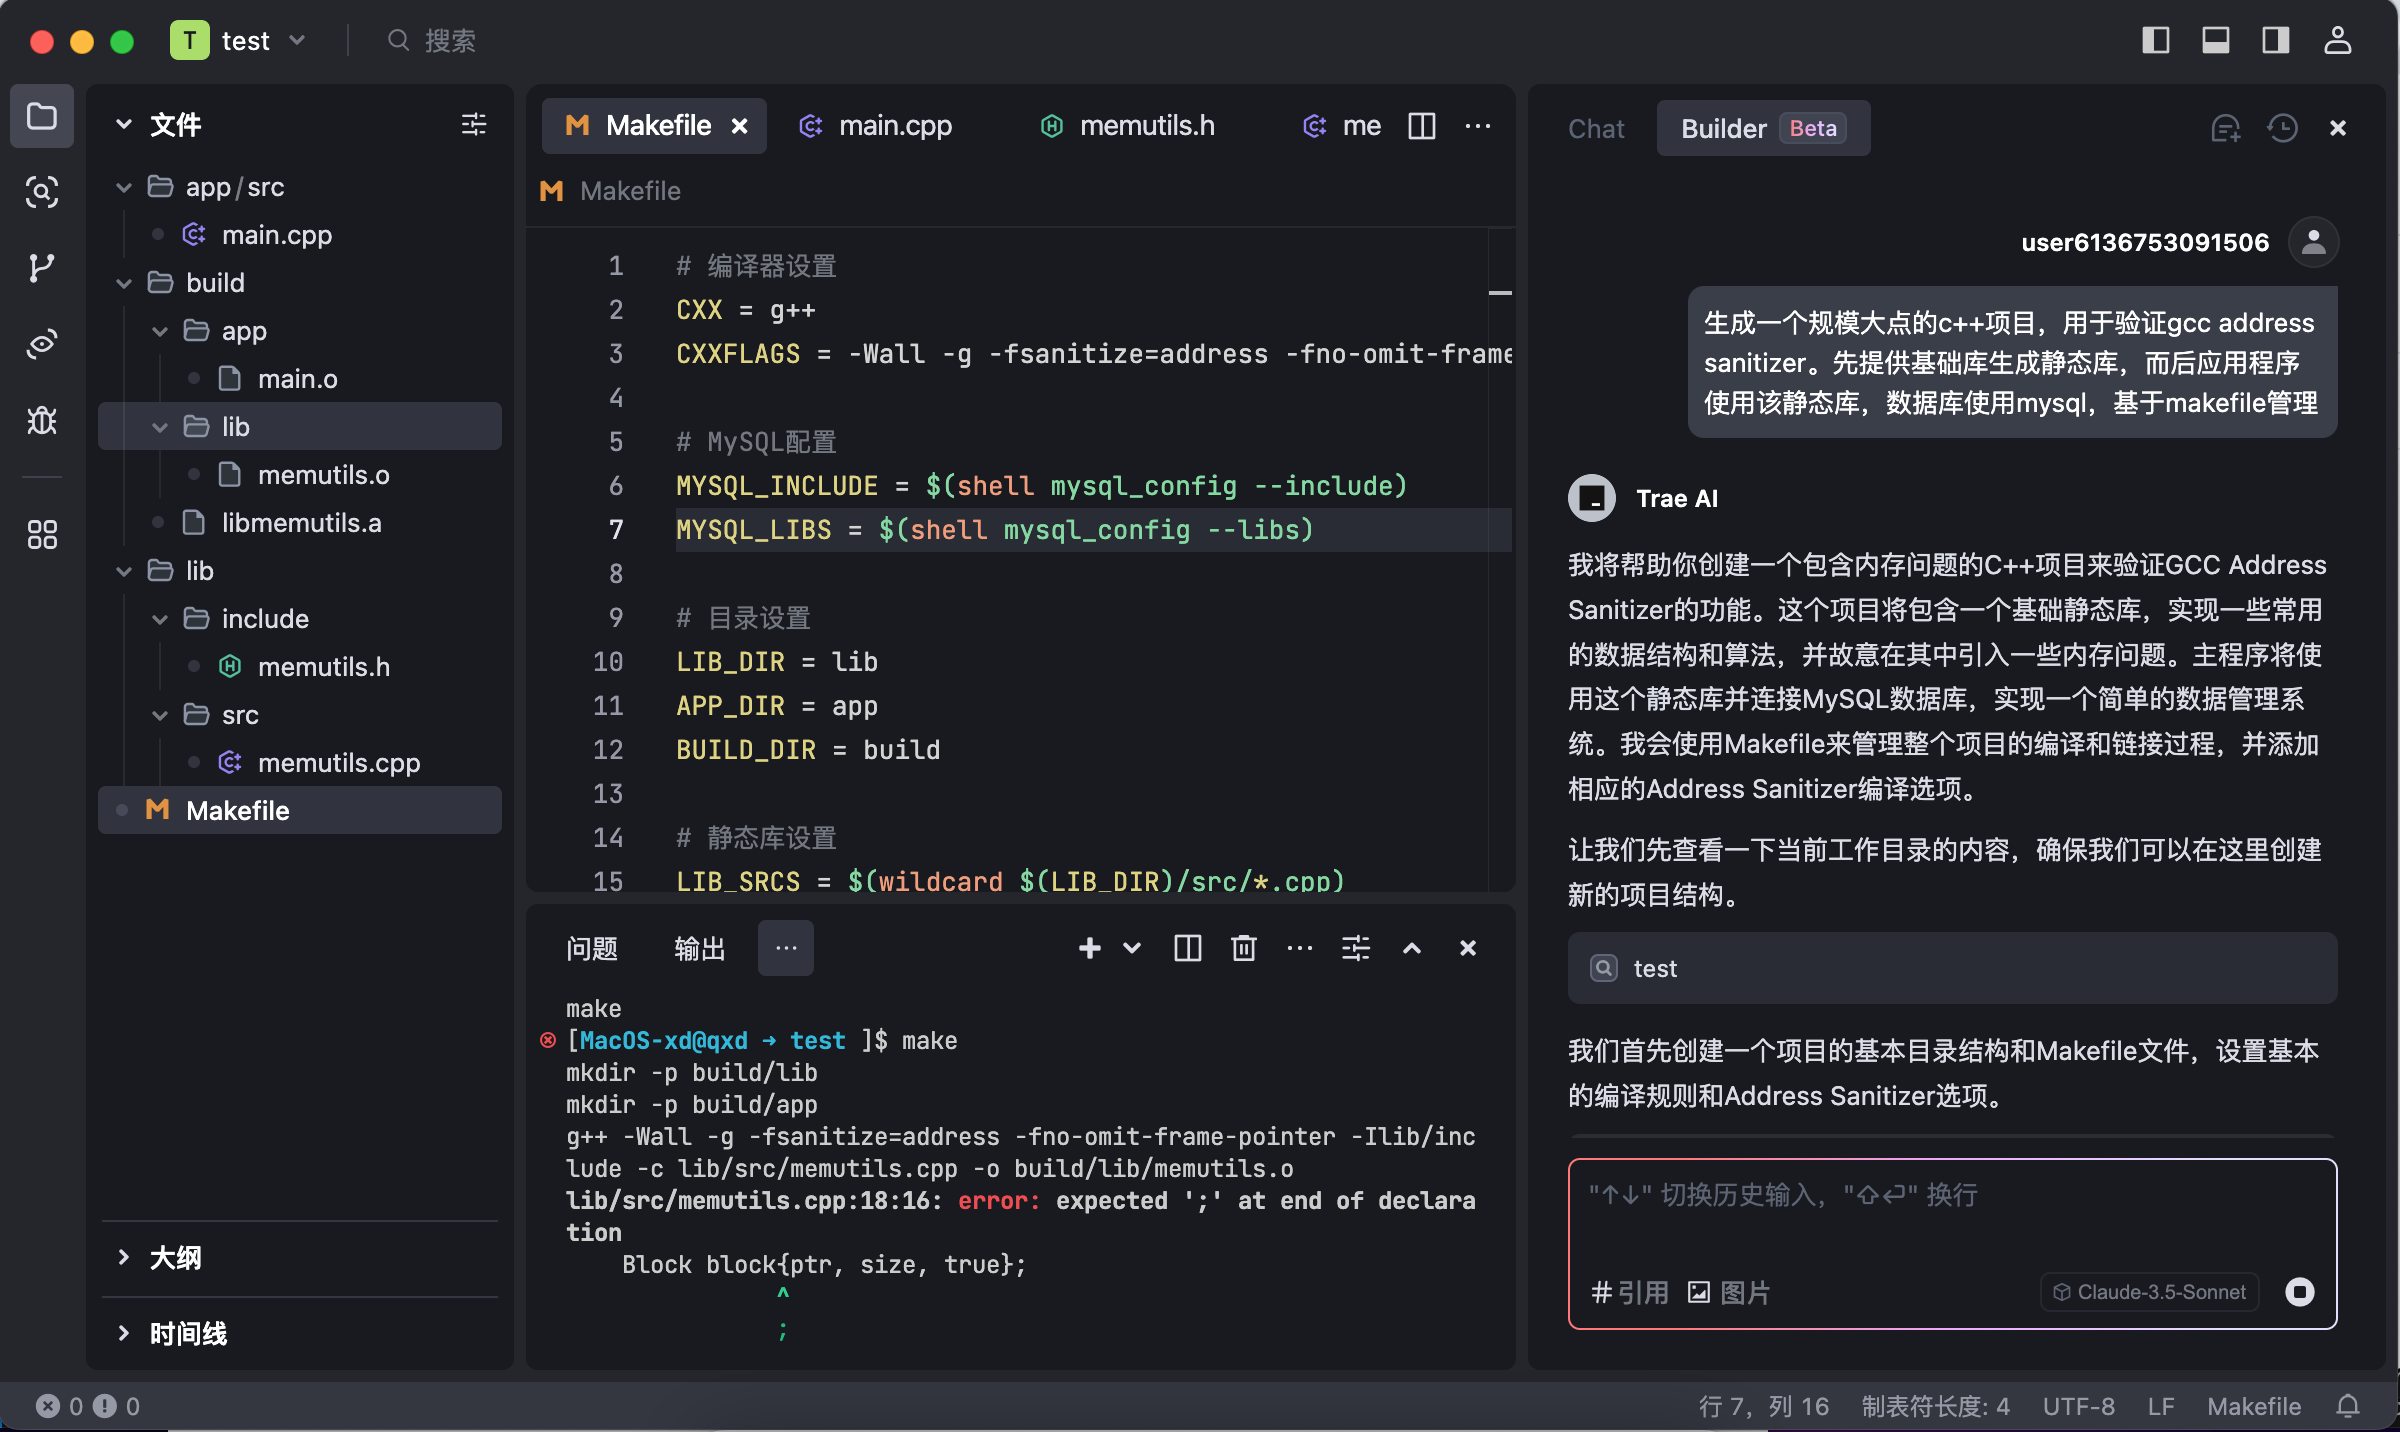 T test
搜索
文件
app/src
main.cpp
build
app
main.o
lib
memutils.o
libmemutils.a
lib
include
memutils.h
src
memutils.cpp
Makefile
大纲
时间线
Makefile
main.cpp
memutils.h
me
Makefile
1 # 编译器设置
2 CXX = g++
3 CXXFLAGS = -Wall -g -fsanitize=address -fno-omit-frame
4
5 # MySQL配置
6 MYSQL_INCLUDE = $(shell mysql_config --include)
7 MYSQL_LIBS = $(shell mysql_config --libs)
8
9 # 目录设置
10 LIB_DIR = lib
11 APP_DIR = app
12 BUILD_DIR = build
13
14 # 静态库设置
15 LIB_SRCS = $(wildcard $(LIB_DIR)/src/*.cpp)
问题 输出 ...
make
[MacOS-xd@qxd → test ]$ make
mkdir -p build/lib
mkdir -p build/app
g++ -Wall -g -fsanitize=address -fno-omit-frame-pointer -Ilib/inc
lude -c lib/src/memutils.cpp -o build/lib/memutils.o
lib/src/memutils.cpp:18:16: error: expected ';' at end of declara
tion
Block block{ptr, size, true};
^
;
Chat
Builder Beta
user6136753091506
生成一个规模大点的c++项目，用于验证gcc address
sanitizer。先提供基础库生成静态库，而后应用程序
使用该静态库，数据库使用mysql，基于makefile管理
Trae AI
我将帮助你创建一个包含内存问题的C++项目来验证GCC Address
Sanitizer的功能。这个项目将包含一个基础静态库，实现一些常用
的数据结构和算法，并故意在其中引入一些内存问题。主程序将使
用这个静态库并连接MySQL数据库，实现一个简单的数据管理系
统。我会使用Makefile来管理整个项目的编译和链接过程，并添加
相应的Address Sanitizer编译选项。
让我们先查看一下当前工作目录的内容，确保我们可以在这里创建
新的项目结构。
test
我们首先创建一个项目的基本目录结构和Makefile文件，设置基本
的编译规则和Address Sanitizer选项。
"↑↓" 切换历史输入，"⇧⏎" 换行
#引用 图片 Claude-3.5-Sonnet
0 0
行 7，列 16 制表符长度: 4 UTF-8 LF Makefile